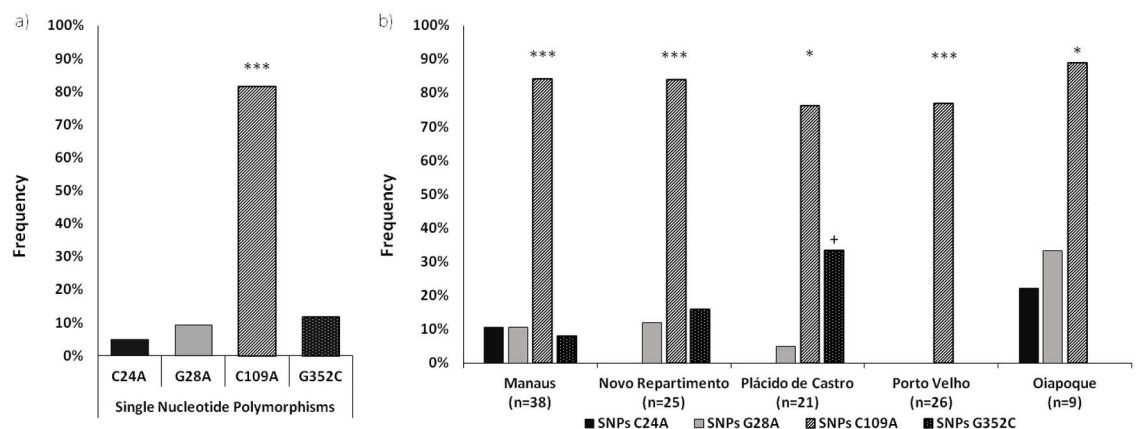 a)
100%
90%
80%
70%
60%
50%
40%
30%
20%
10%
0%
Frequency
***
C24A G28A C109A G352C
Single Nucleotide Polymorphisms
b)
100%
90%
80%
70%
60%
50%
40%
30%
20%
10%
0%
Frequency
*** *** * *** *
+
Manaus Novo Repartimento Plácido de Castro Porto Velho Oiapoque
(n=38) (n=25) (n=21) (n=26) (n=9)
SNPs C24A SNPs G28A SNPs C109A SNPs G352C